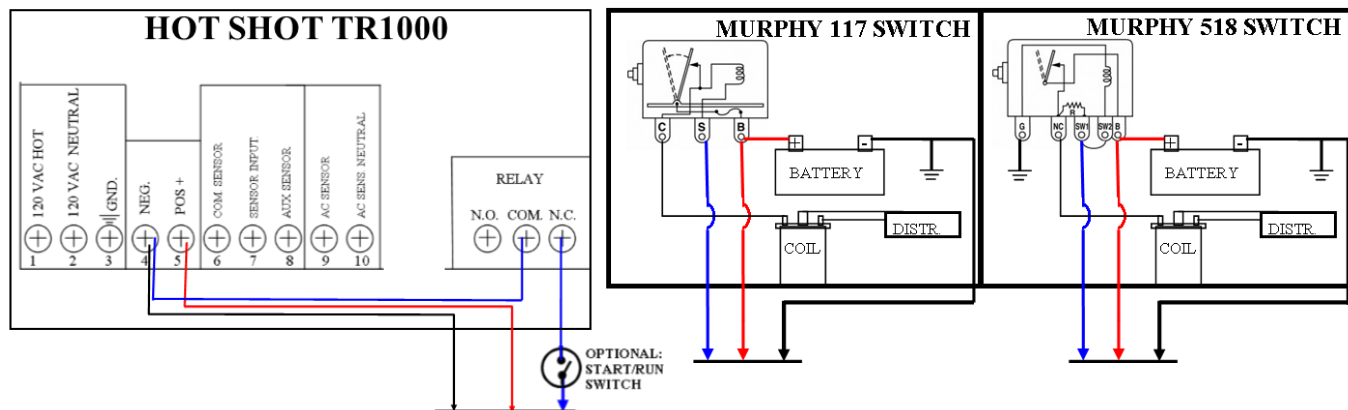 HOT SHOT TR1000
120 VAC HOT
120 VAC NEUTRAL
GND.
NEG.
POS +
COM. SENSOR
SENSOR INPUT
AUX SENSOR
AC SENSOR
AC SENS. NEUTRAL
1 2 3 4 5 6 7 8 9 10
RELAY
N.O. COM. N.C.
OPTIONAL:
START/RUN
SWITCH
MURPHY 117 SWITCH
C S B
+ -
BATTERY
DISTR.
COIL
MURPHY 518 SWITCH
R
G NC SW1 SW2 B
+ -
BATTERY
DISTR.
COIL